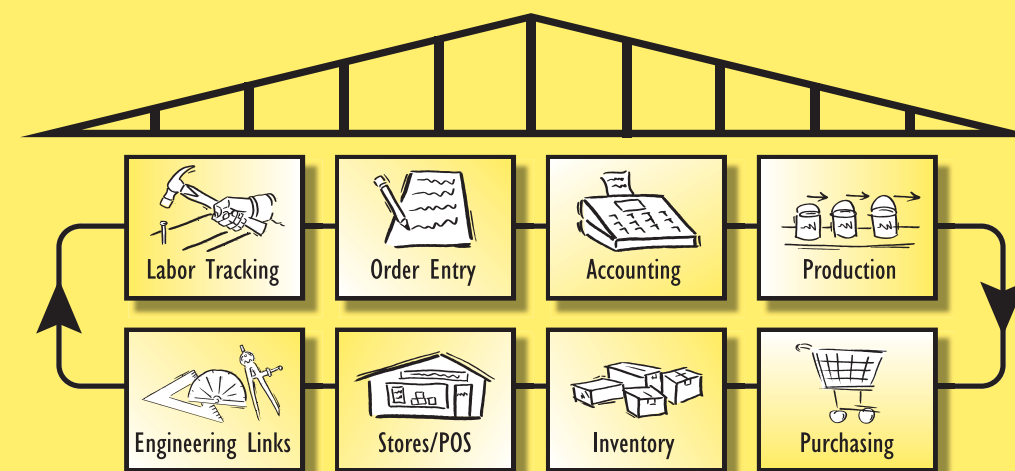 Labor Tracking
Order Entry
Accounting
Production
Engineering Links
Stores/POS
Inventory
Purchasing